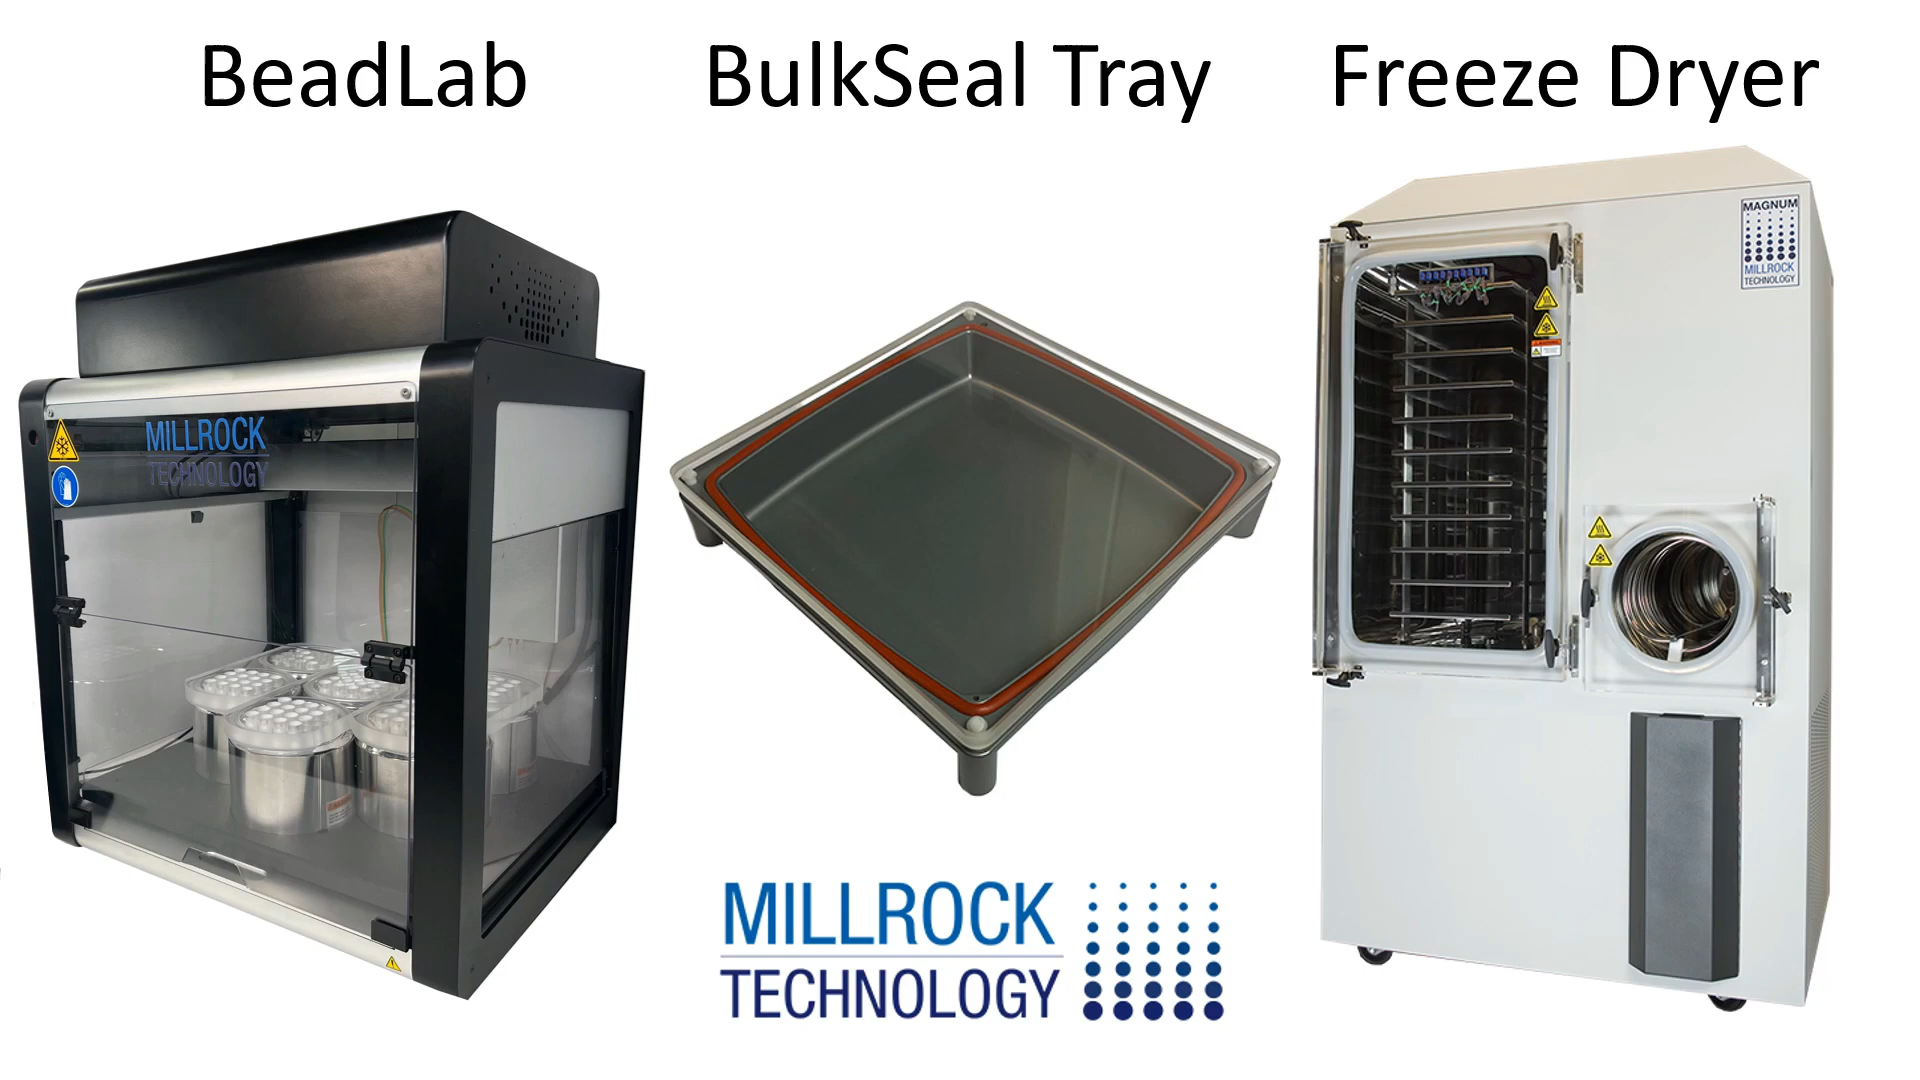 BeadLab
BulkSeal Tray
Freeze Dryer
MILLROCK
TECHNOLOGY
MAGNUM
MILLROCK
TECHNOLOGY
MILLROCK
TECHNOLOGY